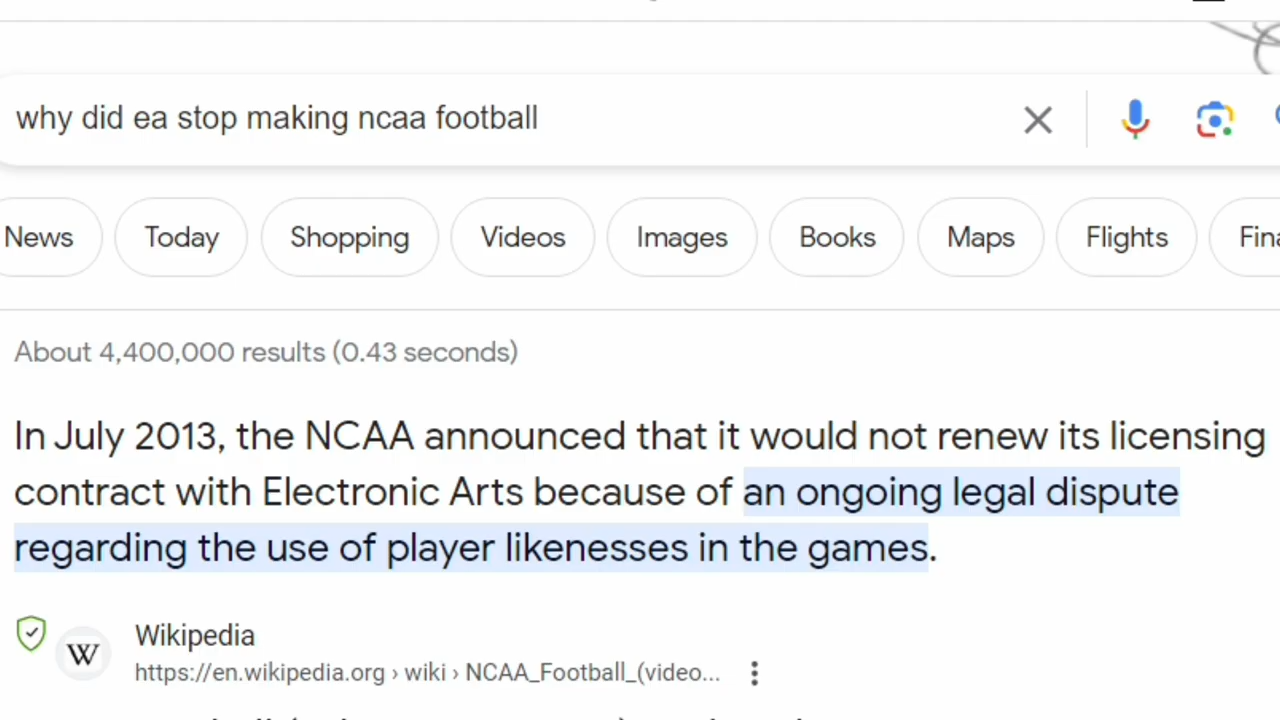 why did ea stop making ncaa football
News Today Shopping Videos Images Books Maps Flights
About 4,400,000 results (0.43 seconds)
In July 2013, the NCAA announced that it would not renew its licensing
contract with Electronic Arts because of an ongoing legal dispute
regarding the use of player likenesses in the games.
Wikipedia
W
https://en.wikipedia.org › wiki › NCAA_Football_(video...